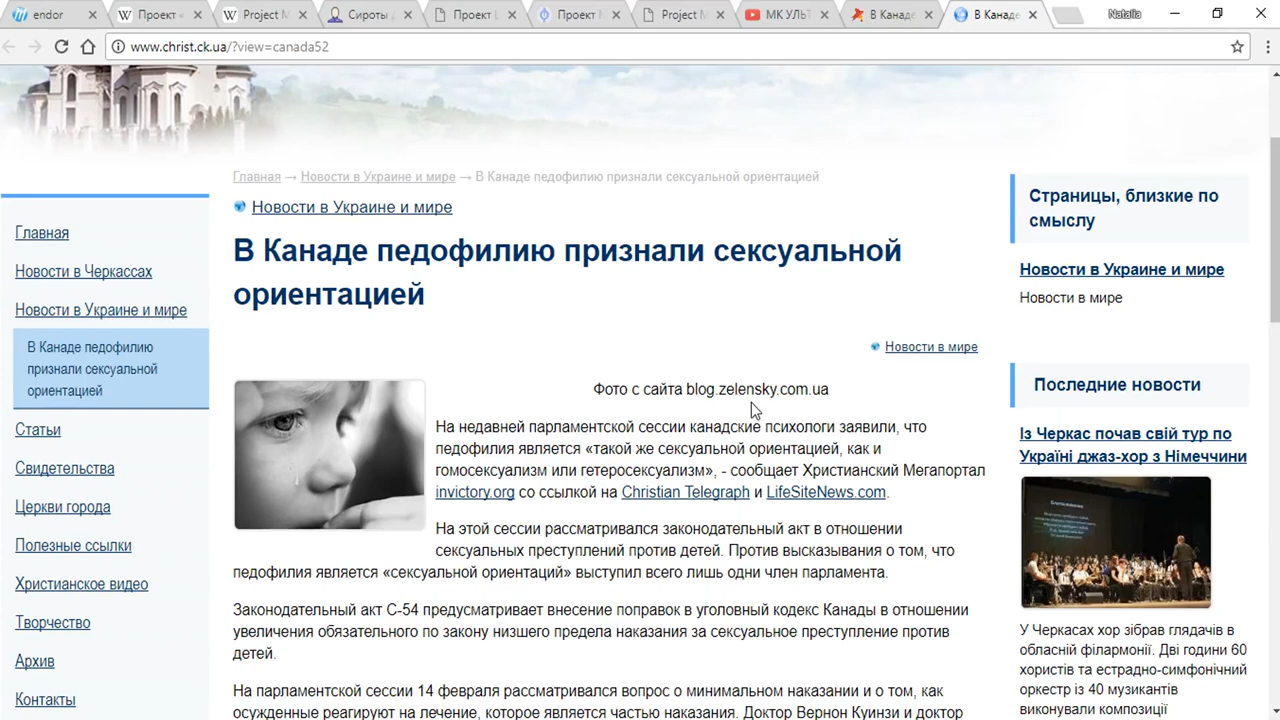 endor
Проект
Project M
Сироты
Проект L
Проект
Project
МК УЛЬТ
В Канаде
В Канаде
Natalia
www.christ.ck.ua/?view=canada52
Главная → Новости в Украине и мире → В Канаде педофилию признали сексуальной ориентацией
Новости в Украине и мире
В Канаде педофилию признали сексуальной
ориентацией
Новости в мире
Фото с сайта blog.zelensky.com.ua
На недавней парламентской сессии канадские психологи заявили, что
педофилия является «такой же сексуальной ориентацией, как и
гомосексуализм или гетеросексуализм», - сообщает Христианский Мегапортал
invictory.org со ссылкой на Christian Telegraph и LifeSiteNews.com.
На этой сессии рассматривался законодательный акт в отношении
сексуальных преступлений против детей. Против высказывания о том, что
педофилия является «сексуальной ориентаций» выступил всего лишь одни член парламента.
Законодательный акт С-54 предусматривает внесение поправок в уголовный кодекс Канады в отношении
увеличения обязательного по закону низшего предела наказания за сексуальное преступление против
детей.
На парламентской сессии 14 февраля рассматривался вопрос о минимальном наказании и о том, как
осужденные реагируют на лечение, которое является частью наказания. Доктор Вернон Куинзи и доктор
Главная
Новости в Черкассах
Новости в Украине и мире
В Канаде педофилию
признали сексуальной
ориентацией
Статьи
Свидетельства
Церкви города
Полезные ссылки
Христианское видео
Творчество
Архив
Контакты
Страницы, близкие по
смыслу
Новости в Украине и мире
Новости в мире
Последние новости
Із Черкас почав свій тур по
Україні джаз-хор з Німеччини
У Черкасах хор зібрав глядачів в
обласній філармонії. Дві години 60
хористів та естрадно-симфонічний
оркестр із 40 музикантів
виконували композиції